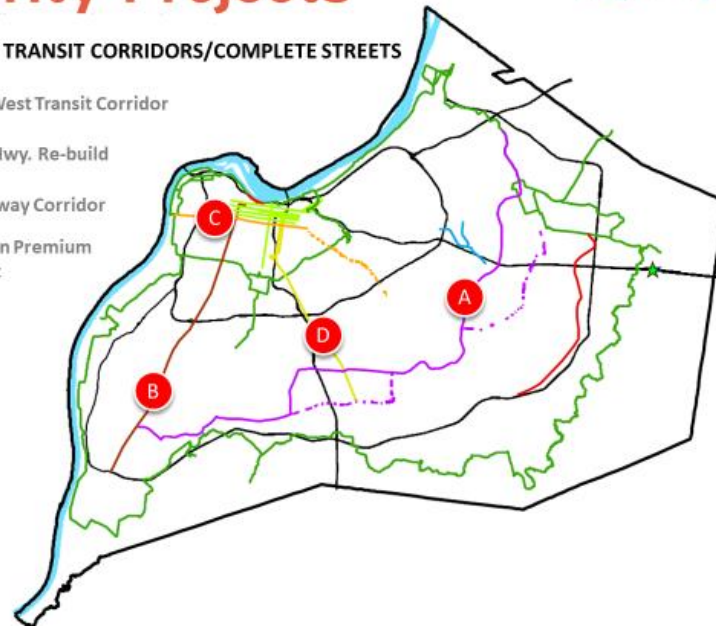 TRANSIT CORRIDORS/COMPLETE STREETS
West Transit Corridor
Hwy. Re-build
way Corridor
n Premium
C
A
D
B